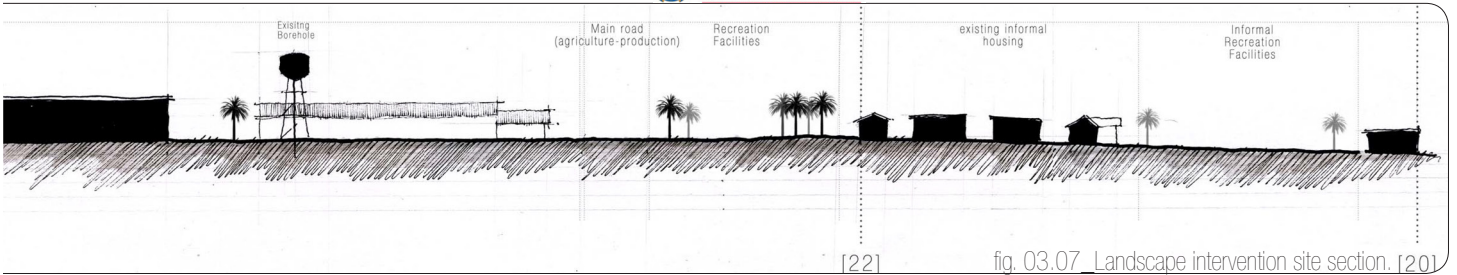 Exisitng
Borehole
Main road
(agriculture-production)
Recreation
Facilities
existing informal
housing
Informal
Recreation
Facilities
[22]
fig. 03.07_Landscape intervention site section. [20]